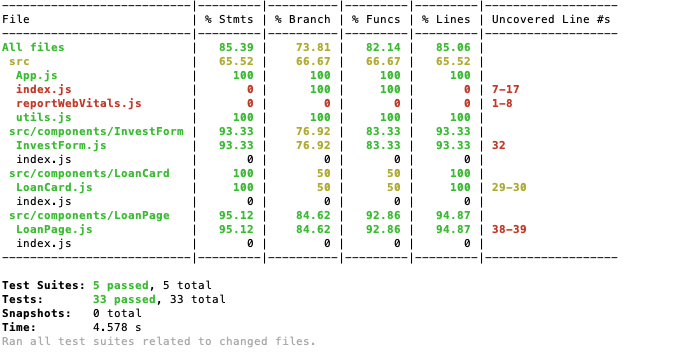 -------------------------|---------|----------|---------|---------|-------------------
File                     | % Stmts | % Branch | % Funcs | % Lines | Uncovered Line #s
-------------------------|---------|----------|---------|---------|-------------------
All files                |   85.39 |    73.81 |   82.14 |   85.06 |
 src                     |   65.52 |    66.67 |   66.67 |   65.52 |
  App.js                 |     100 |      100 |     100 |     100 |
  index.js               |       0 |      100 |     100 |       0 | 7-17
  reportWebVitals.js     |       0 |        0 |       0 |       0 | 1-8
  utils.js               |     100 |      100 |     100 |     100 |
 src/components/InvestForm | 93.33 |    76.92 |   83.33 |   93.33 |
  InvestForm.js          |   93.33 |    76.92 |   83.33 |   93.33 | 32
  index.js               |       0 |        0 |       0 |       0 |
 src/components/LoanCard |     100 |       50 |      50 |     100 |
  LoanCard.js            |     100 |       50 |      50 |     100 | 29-30
  index.js               |       0 |        0 |       0 |       0 |
 src/components/LoanPage |   95.12 |    84.62 |   92.86 |   94.87 |
  LoanPage.js            |   95.12 |    84.62 |   92.86 |   94.87 | 38-39
  index.js               |       0 |        0 |       0 |       0 |
-------------------------|---------|----------|---------|---------|-------------------
Test Suites: 5 passed, 5 total
Tests:       33 passed, 33 total
Snapshots:   0 total
Time:        4.578 s
Ran all test suites related to changed files.